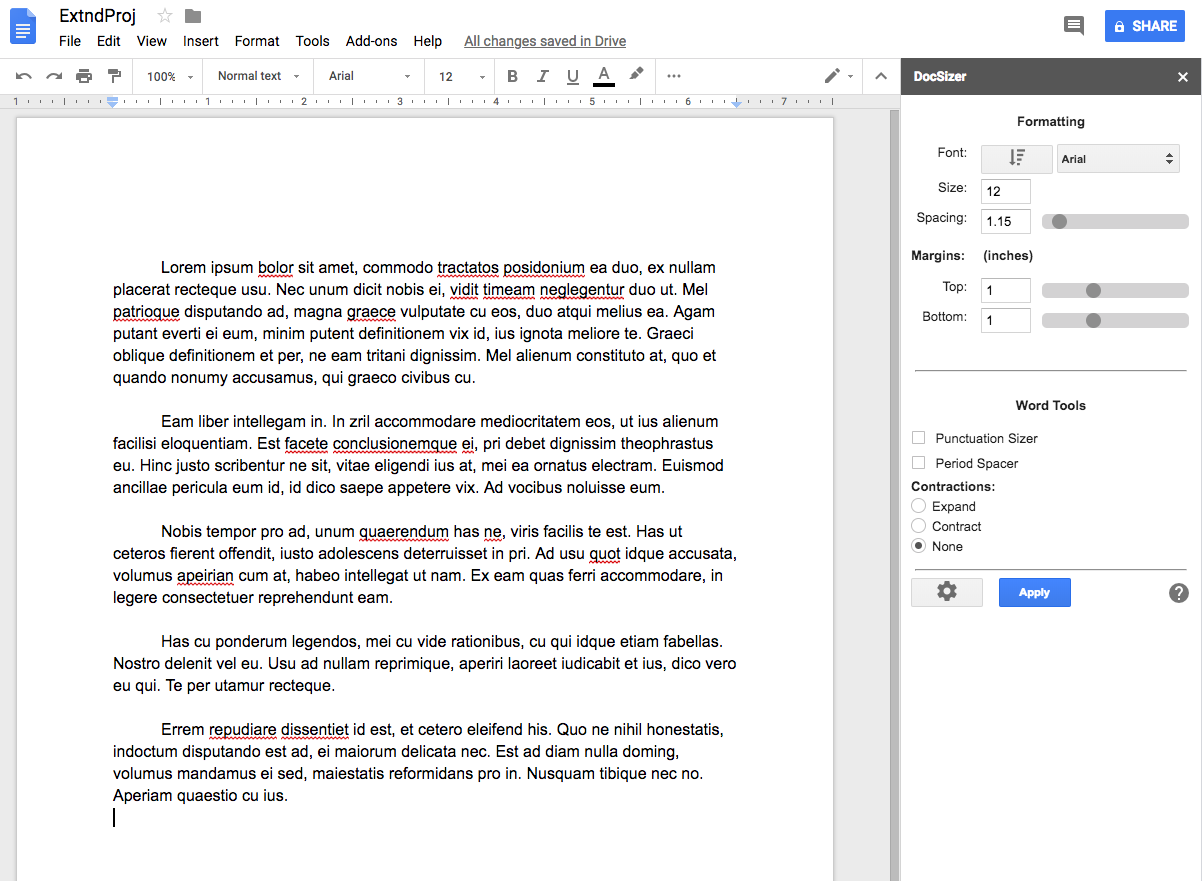 ExtndProj
File Edit View Insert Format Tools Add-ons Help All changes saved in Drive
SHARE
100% Normal text Arial 12 B I U A
1 1 2 3 4 5 6 7
Lorem ipsum bolor sit amet, commodo tractatos posidonium ea duo, ex nullam
placerat recteque usu. Nec unum dicit nobis ei, vidit timeam neglegentur duo ut. Mel
patrioque disputando ad, magna graece vulputate cu eos, duo atqui melius ea. Agam
putant everti ei eum, minim putent definitionem vix id, ius ignota meliore te. Graeci
oblique definitionem et per, ne eam tritani dignissim. Mel alienum constituto at, quo et
quando nonumy accusamus, qui graeco civibus cu.
Eam liber intellegam in. In zril accommodare mediocritatem eos, ut ius alienum
facilisi eloquentiam. Est facete conclusionemque ei, pri debet dignissim theophrastus
eu. Hinc justo scribentur ne sit, vitae eligendi ius at, mei ea ornatus electram. Euismod
ancillae pericula eum id, id dico saepe appetere vix. Ad vocibus noluisse eum.
Nobis tempor pro ad, unum quaerendum has ne, viris facilis te est. Has ut
ceteros fierent offendit, iusto adolescens deterruisset in pri. Ad usu quot idque accusata,
volumus apeirian cum at, habeo intellegat ut nam. Ex eam quas ferri accommodare, in
legere consectetuer reprehendunt eam.
Has cu ponderum legendos, mei cu vide rationibus, cu qui idque etiam fabellas.
Nostro delenit vel eu. Usu ad nullam reprimique, aperiri laoreet iudicabit et ius, dico vero
eu qui. Te per utamur recteque.
Errem repudiare dissentiet id est, et cetero eleifend his. Quo ne nihil honestatis,
indoctum disputando est ad, ei maiorum delicata nec. Est ad diam nulla doming,
volumus mandamus ei sed, maiestatis reformidans pro in. Nusquam tibique nec no.
Aperiam quaestio cu ius.
DocSizer
Formatting
Font: Arial
Size: 12
Spacing: 1.15
Margins: (inches)
Top: 1
Bottom: 1
Word Tools
Punctuation Sizer
Period Spacer
Contractions:
Expand
Contract
None
Apply